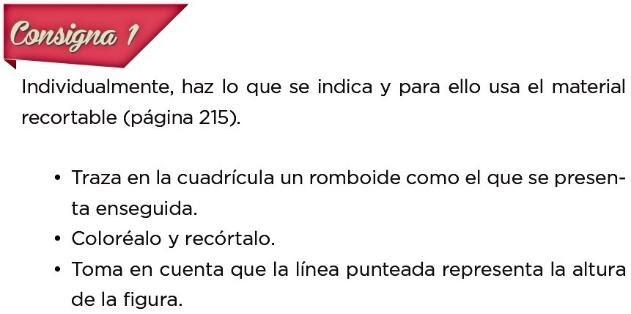 Consigna 1
Individualmente, haz lo que se indica y para ello usa el material
recortable (página 215).
• Traza en la cuadrícula un romboide como el que se presen-
ta enseguida.
• Coloréalo y recórtalo.
• Toma en cuenta que la línea punteada representa la altura
de la figura.